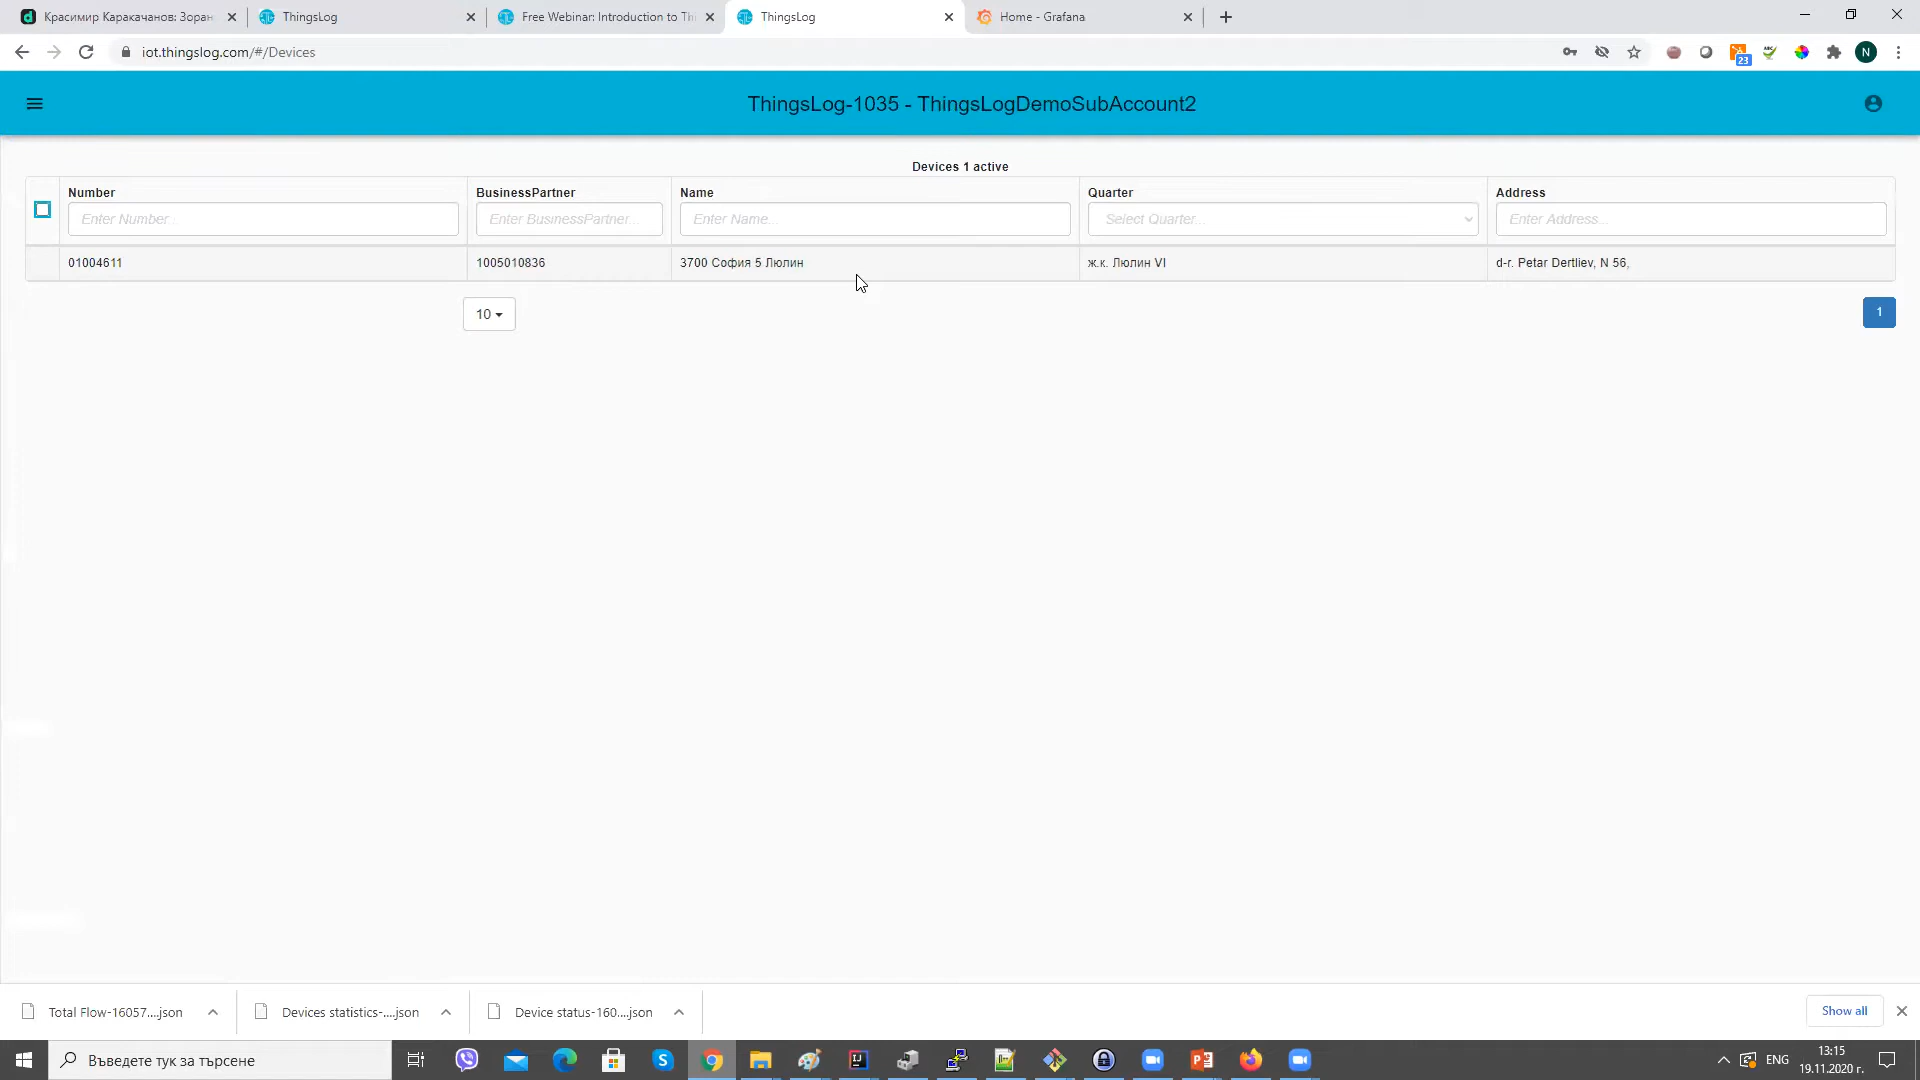 Красимир Каракачанов: Зоран
ThingsLog
Free Webinar: Introduction to Thi
ThingsLog
Home - Grafana
iot.thingslog.com/#/Devices
23
N
ThingsLog-1035 - ThingsLogDemoSubAccount2
Devices 1 active
Number BusinessPartner Name Quarter Address
Enter Number... Enter BusinessPartner... Enter Name... Select Quarter... Enter Address...
01004611 1005010836 3700 София 5 Люлин ж.к. Люлин VI d-r. Petar Dertliev, N 56,
10
1
Total Flow-16057....json
Devices statistics-....json
Device status-160....json
Show all
Въведете тук за търсене
ENG
13:15
19.11.2020 г.